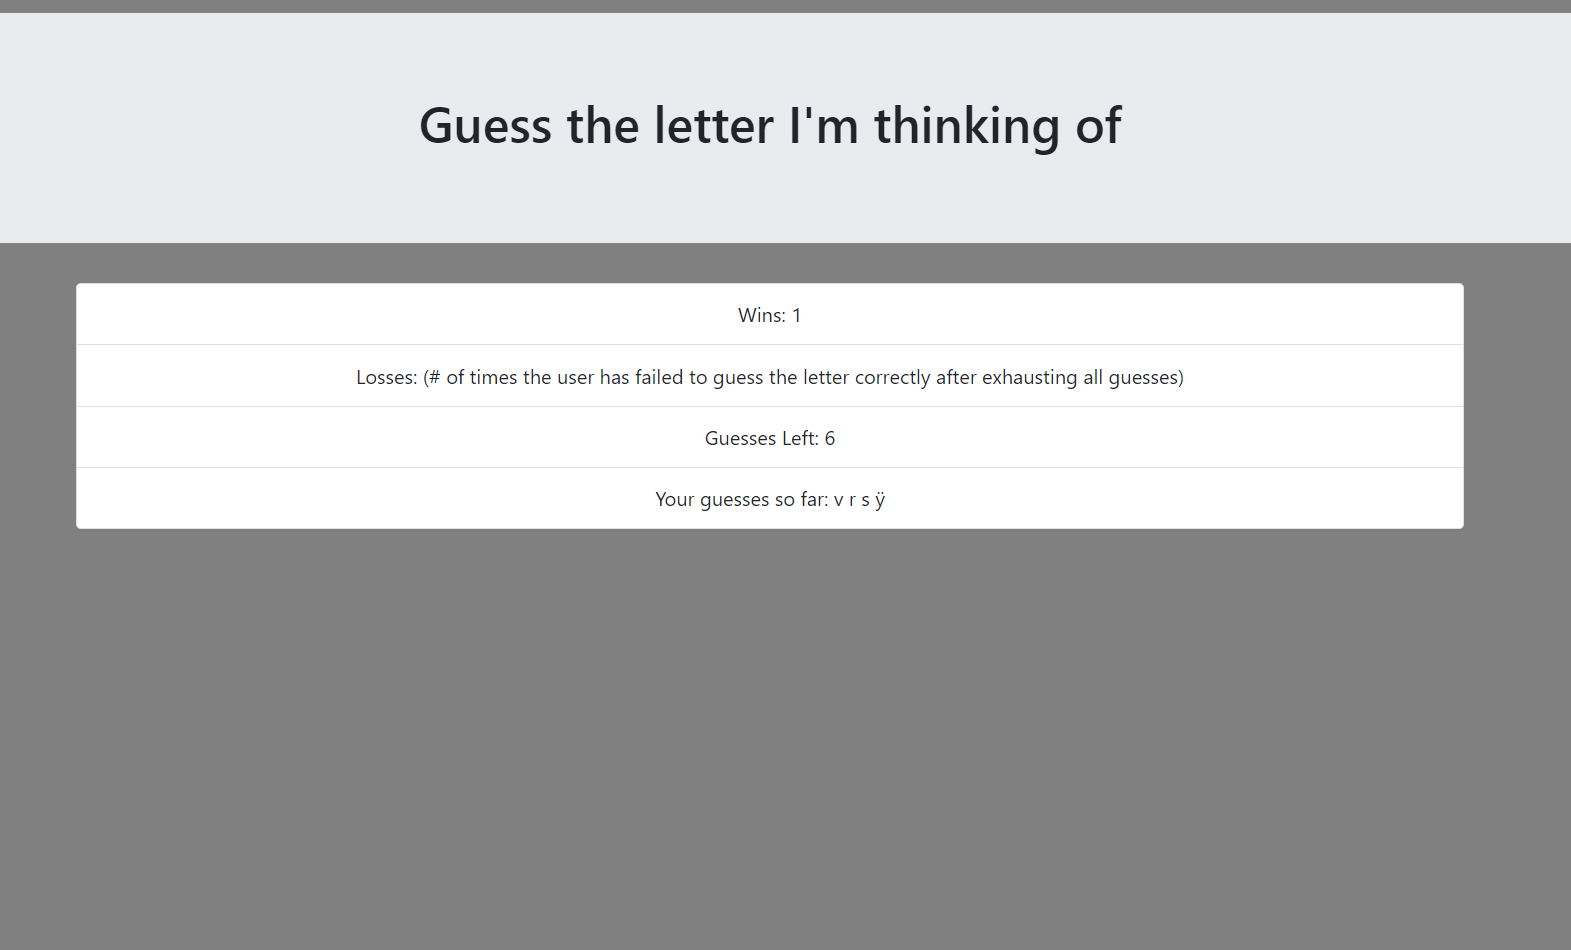 Guess the letter I'm thinking of
Wins: 1
Losses: (# of times the user has failed to guess the letter correctly after exhausting all guesses)
Guesses Left: 6
Your guesses so far: v r s ÿ